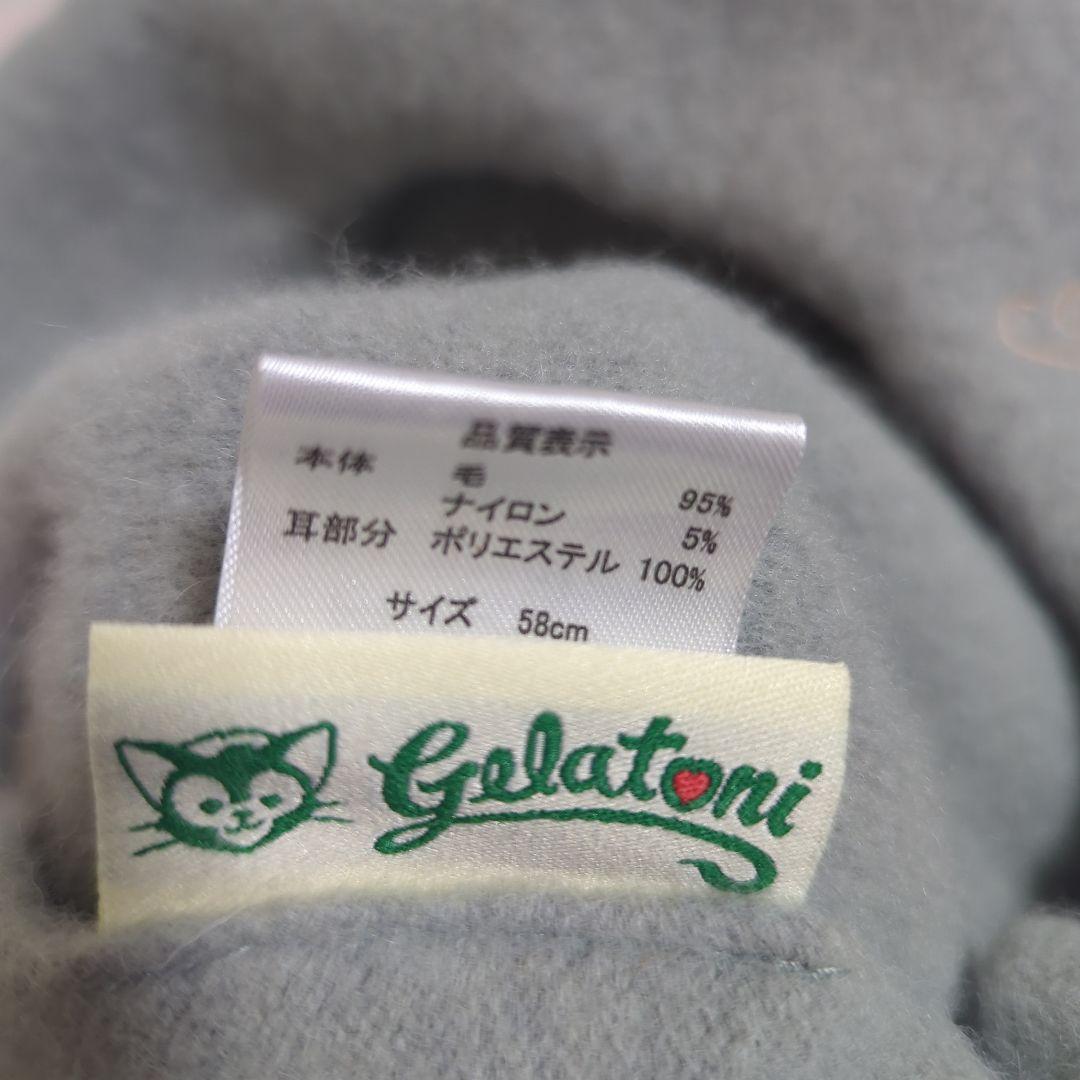 品質表示
本体 毛 95%
ナイロン 5%
耳部分 ポリエステル 100%
サイズ 58cm
Gelatoni